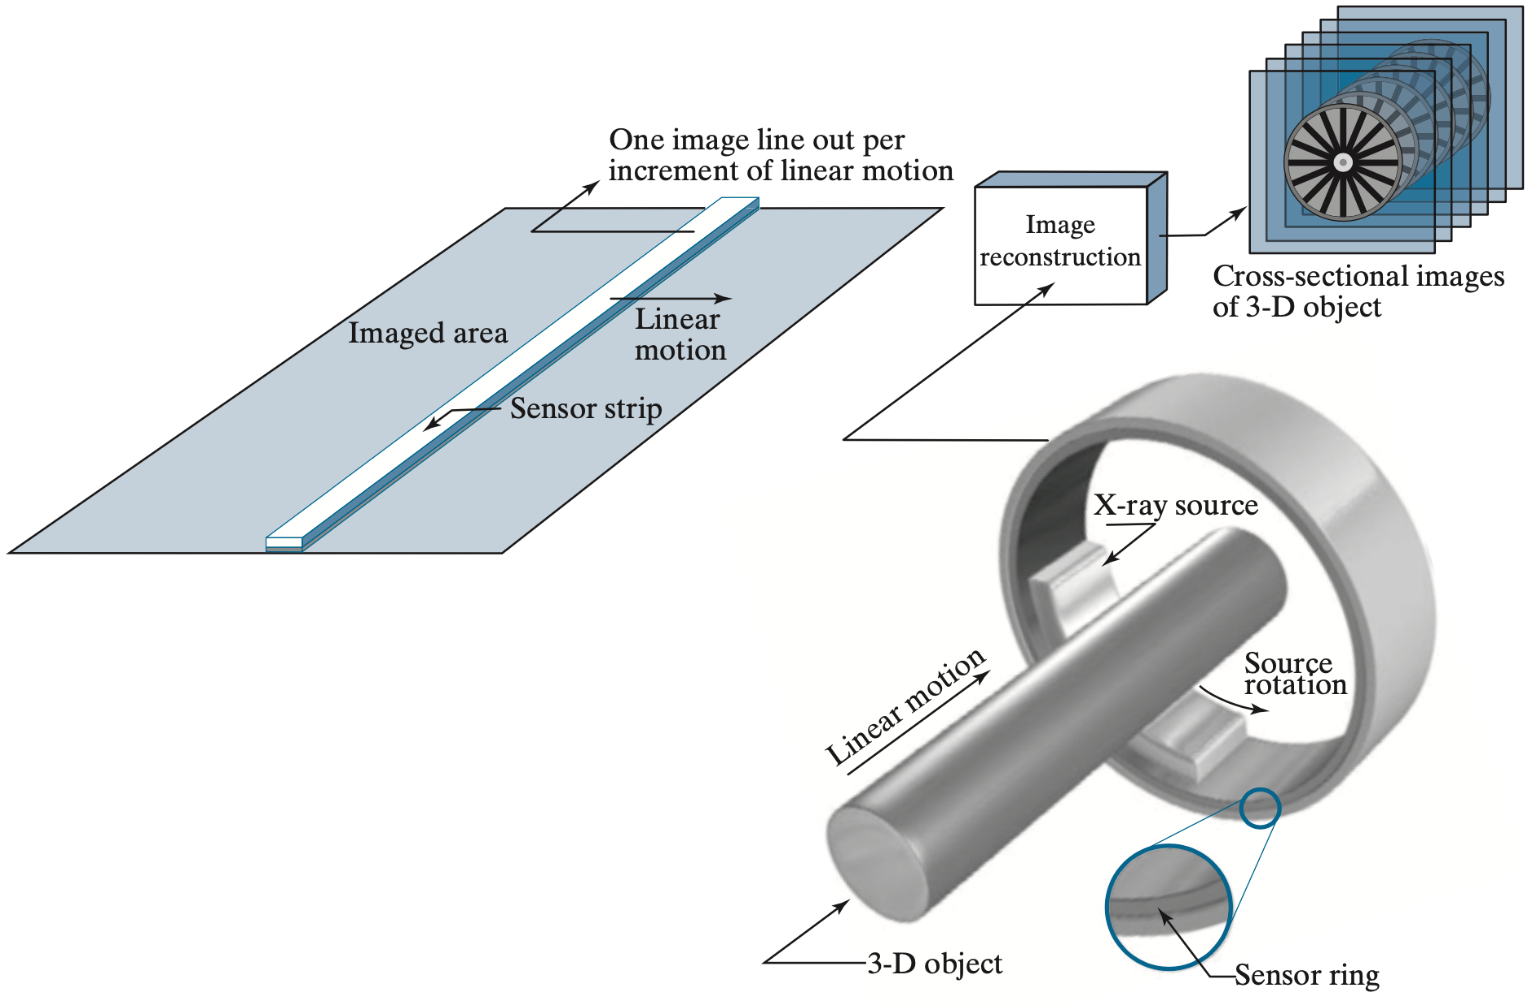 One image line out per
increment of linear motion
Imaged area
Linear
motion
Sensor strip
Image
reconstruction
Cross-sectional images
of 3-D object
X-ray source
Source
rotation
Linear motion
3-D object
Sensor ring